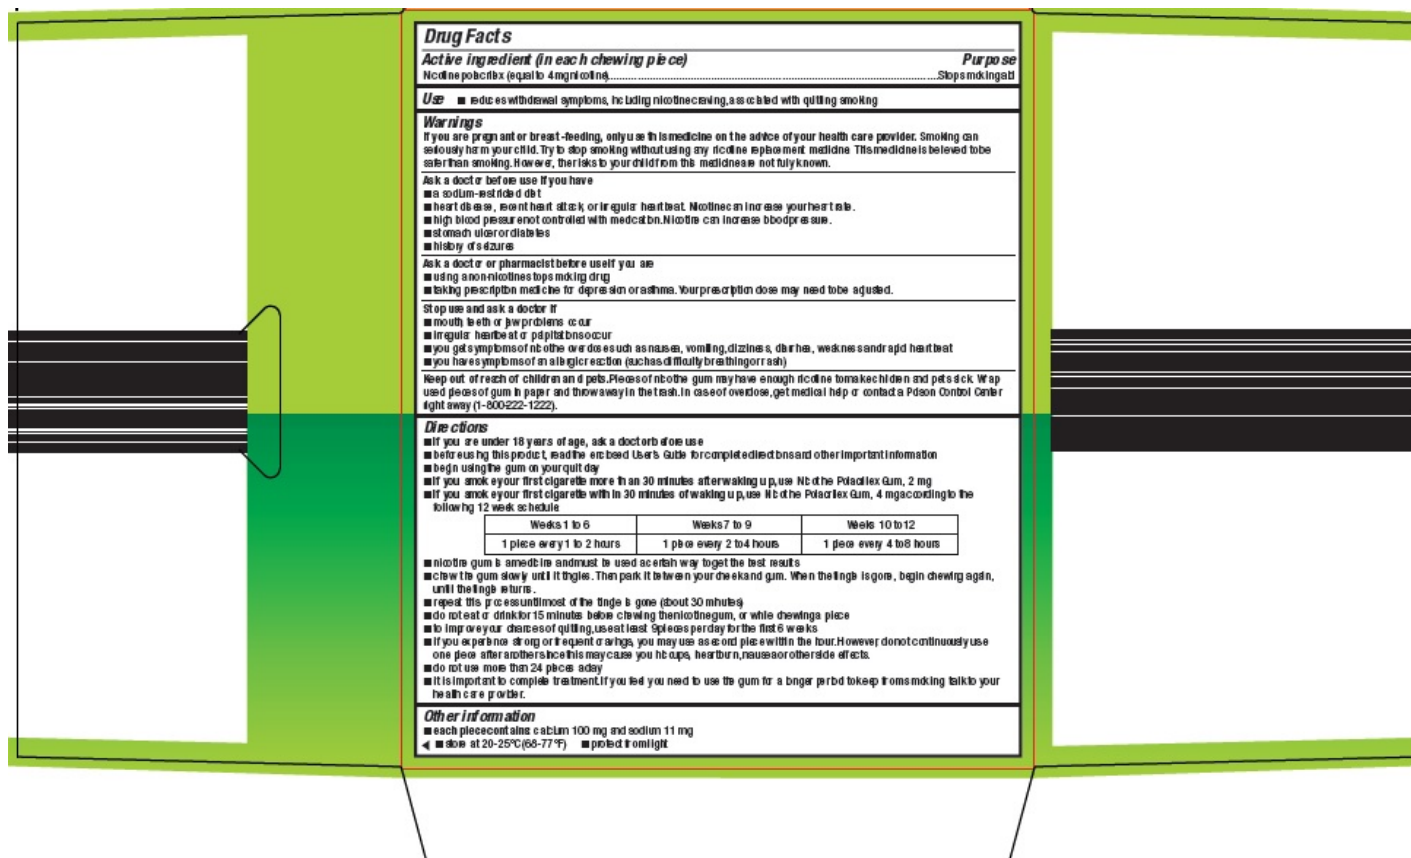 Drug Facts
Active ingredient (in each chewing piece) Purpose
Nicotine polacrilex (equal to 4 mg nicotine)........Stop smoking aid
Use ■ reduces withdrawal symptoms, including nicotine craving, associated with quitting smoking
Warnings
If you are pregnant or breast-feeding, only use this medicine on the advice of your health care provider. Smoking can
seriously harm your child. Try to stop smoking without using any nicotine replacement medicine. This medicine is believed to be
safer than smoking. However, the risks to your child from this medicine are not fully known.
Ask a doctor before use if you have
■ a sodium-restricted diet
■ heart disease, recent heart attack, or irregular heartbeat. Nicotine can increase your heart rate.
■ high blood pressure not controlled with medication. Nicotine can increase blood pressure.
■ stomach ulcer or diabetes
■ history of seizures
Ask a doctor or pharmacist before use if you are
■ using a non-nicotine stop smoking drug
■ taking prescription medicine for depression or asthma. Your prescription dose may need to be adjusted.
Stop use and ask a doctor if
■ mouth, teeth or jaw problems occur
■ irregular heartbeat or palpitations occur
■ you get symptoms of nicotine overdose such as nausea, vomiting, dizziness, diarrhea, weakness and rapid heartbeat
■ you have symptoms of an allergic reaction (such as difficulty breathing or rash)
Keep out of reach of children and pets. Pieces of nicotine gum may have enough nicotine to make children and pets sick. Wrap
used pieces of gum in paper and throw away in the trash. In case of overdose, get medical help or contact a Poison Control Center
right away (1-800-222-1222).
Directions
■ if you are under 18 years of age, ask a doctor before use
■ before using this product, read the enclosed User's Guide for complete directions and other important information
■ begin using the gum on your quit day
■ if you smoke your first cigarette more than 30 minutes after waking up, use Nicotine Polacrilex Gum, 2 mg
■ if you smoke your first cigarette within 30 minutes of waking up, use Nicotine Polacrilex Gum, 4 mg according to the
following 12 week schedule:
Weeks 1 to 6 Weeks 7 to 9 Weeks 10 to 12
1 piece every 1 to 2 hours 1 piece every 2 to 4 hours 1 piece every 4 to 8 hours
■ nicotine gum is a medicine and must be used a certain way to get the best results
■ chew the gum slowly until it tingles. Then park it between your cheek and gum. When the tingle is gone, begin chewing again,
until the tingle returns.
■ repeat this process until most of the tingle is gone (about 30 minutes)
■ do not eat or drink for 15 minutes before chewing the nicotine gum, or while chewing a piece
■ to improve your chances of quitting, use at least 9 pieces per day for the first 6 weeks
■ if you experience strong or frequent cravings, you may use a second piece within the hour. However, do not continuously use
one piece after another since this may cause you hiccups, heartburn, nausea or other side effects.
■ do not use more than 24 pieces a day
■ it is important to complete treatment. If you feel you need to use the gum for a longer period to keep from smoking, talk to your
health care provider.
Other information
■ each piece contains: calcium 100 mg and sodium 11 mg
■ store at 20-25°C (68-77°F) ■ protect from light